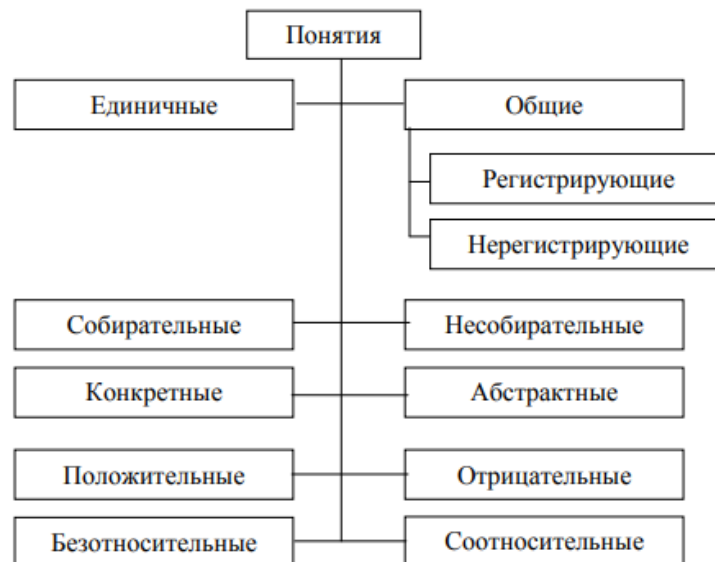 Понятия
Единичные
Общие
Регистрирующие
Нерегистрирующие
Собирательные
Несобирательные
Конкретные
Абстрактные
Положительные
Отрицательные
Безотносительные
Соотносительные